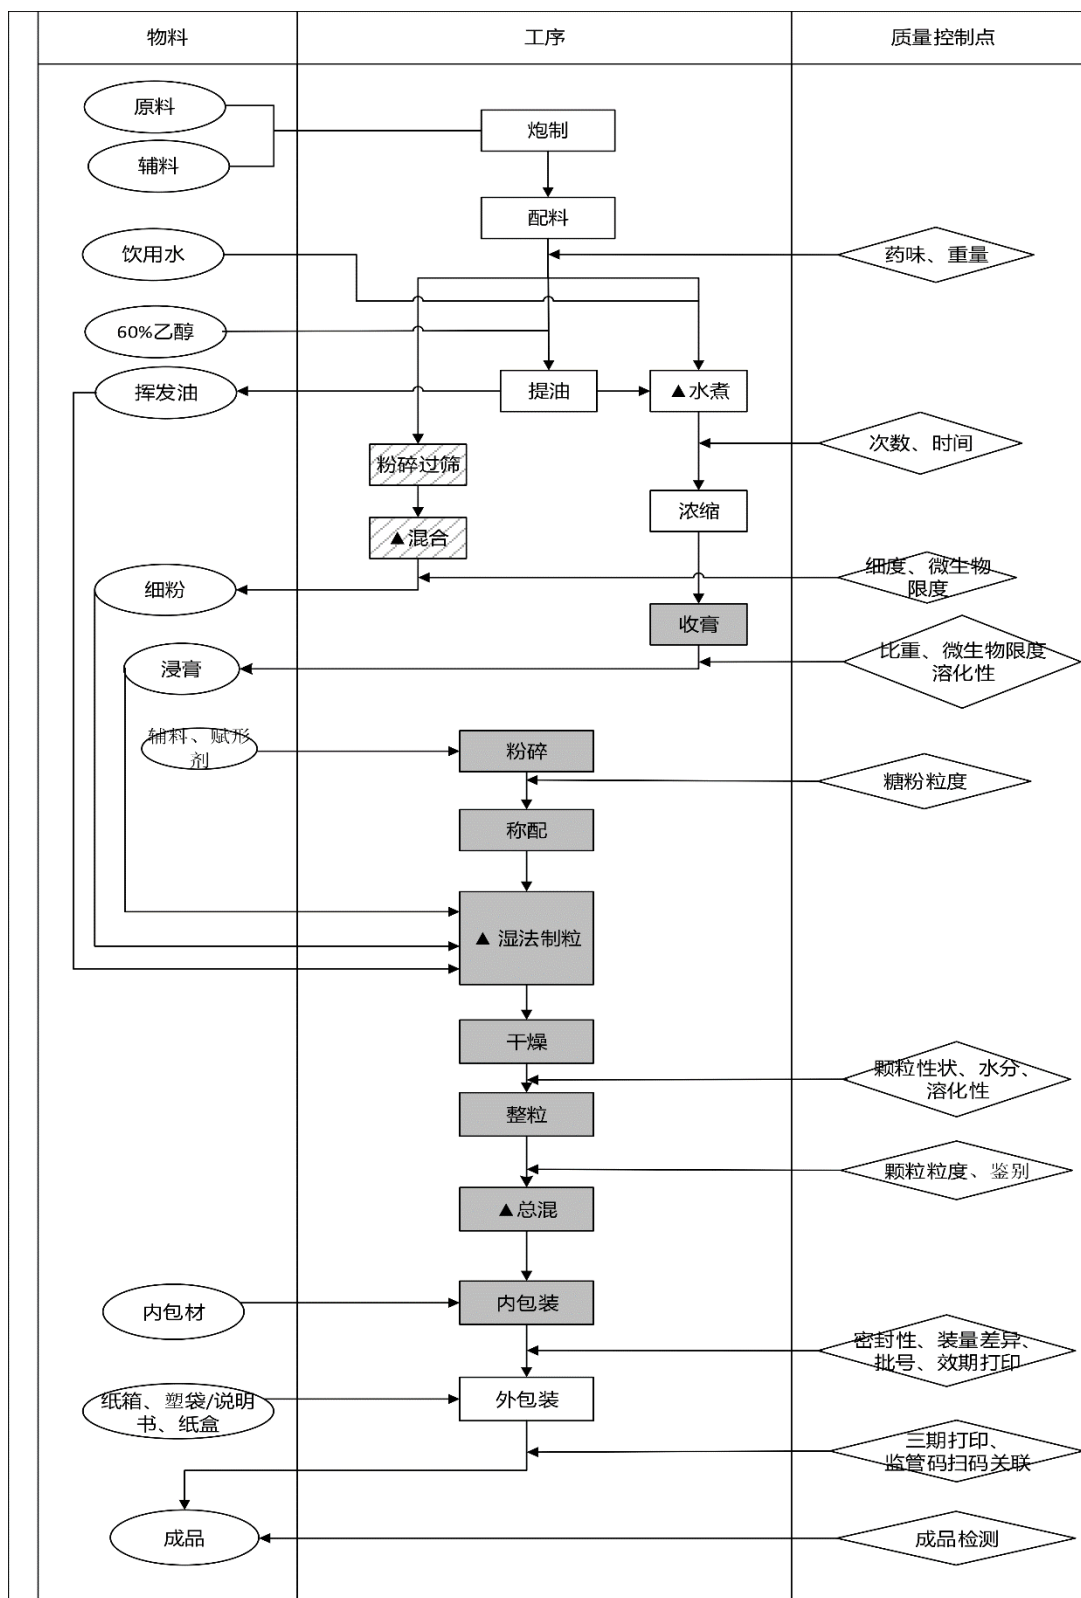 物料
工序
质量控制点
原料
炮制
辅料
配料
饮用水
药味、重量
60%乙醇
挥发油
提油
▲水煮
次数、时间
粉碎过筛
浓缩
▲混合
细粉
细度、微生物
限度
收膏
浸膏
比重、微生物限度
溶化性
辅料、赋形
剂
粉碎
糖粉粒度
称配
▲ 湿法制粒
干燥
颗粒性状、水分、
溶化性
整粒
颗粒粒度、鉴别
▲总混
内包材
内包装
密封性、装量差异、
批号、效期打印
纸箱、塑袋/说明
书、纸盒
外包装
三期打印、
监管码扫码关联
成品
成品检测